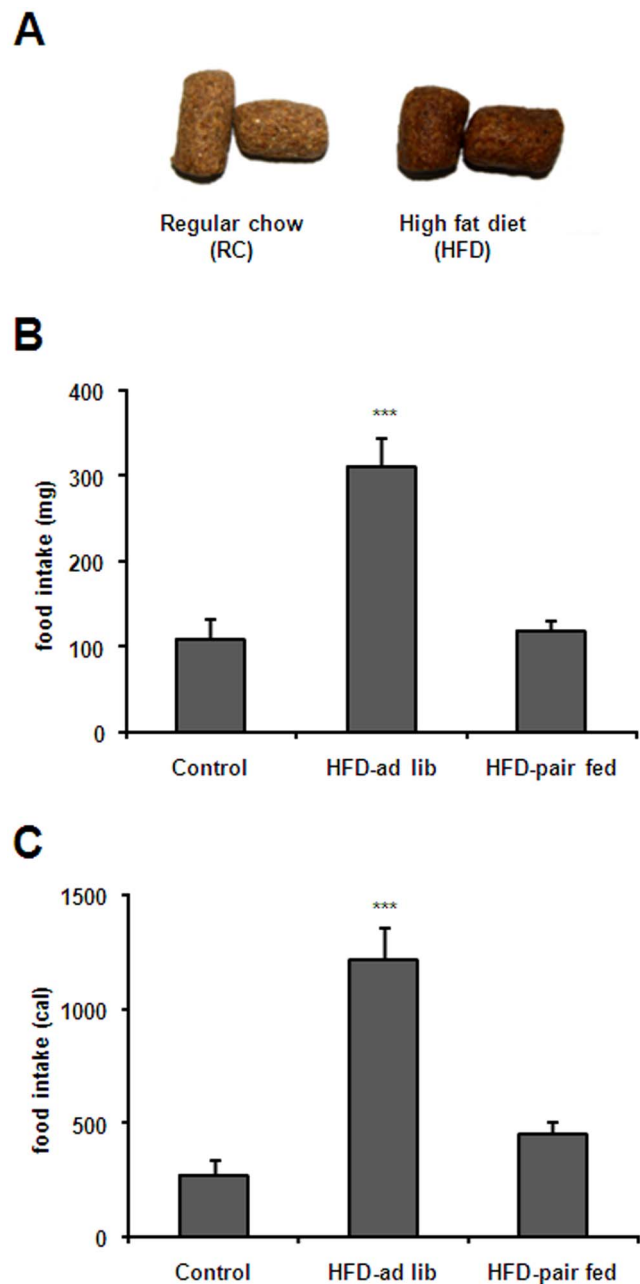 A
Regular chow
(RC)
High fat diet
(HFD)
B
food intake (mg)
400
300
200
100
0
***
Control
HFD-ad lib
HFD-pair fed
C
food intake (cal)
1500
1000
500
0
***
Control
HFD-ad lib
HFD-pair fed